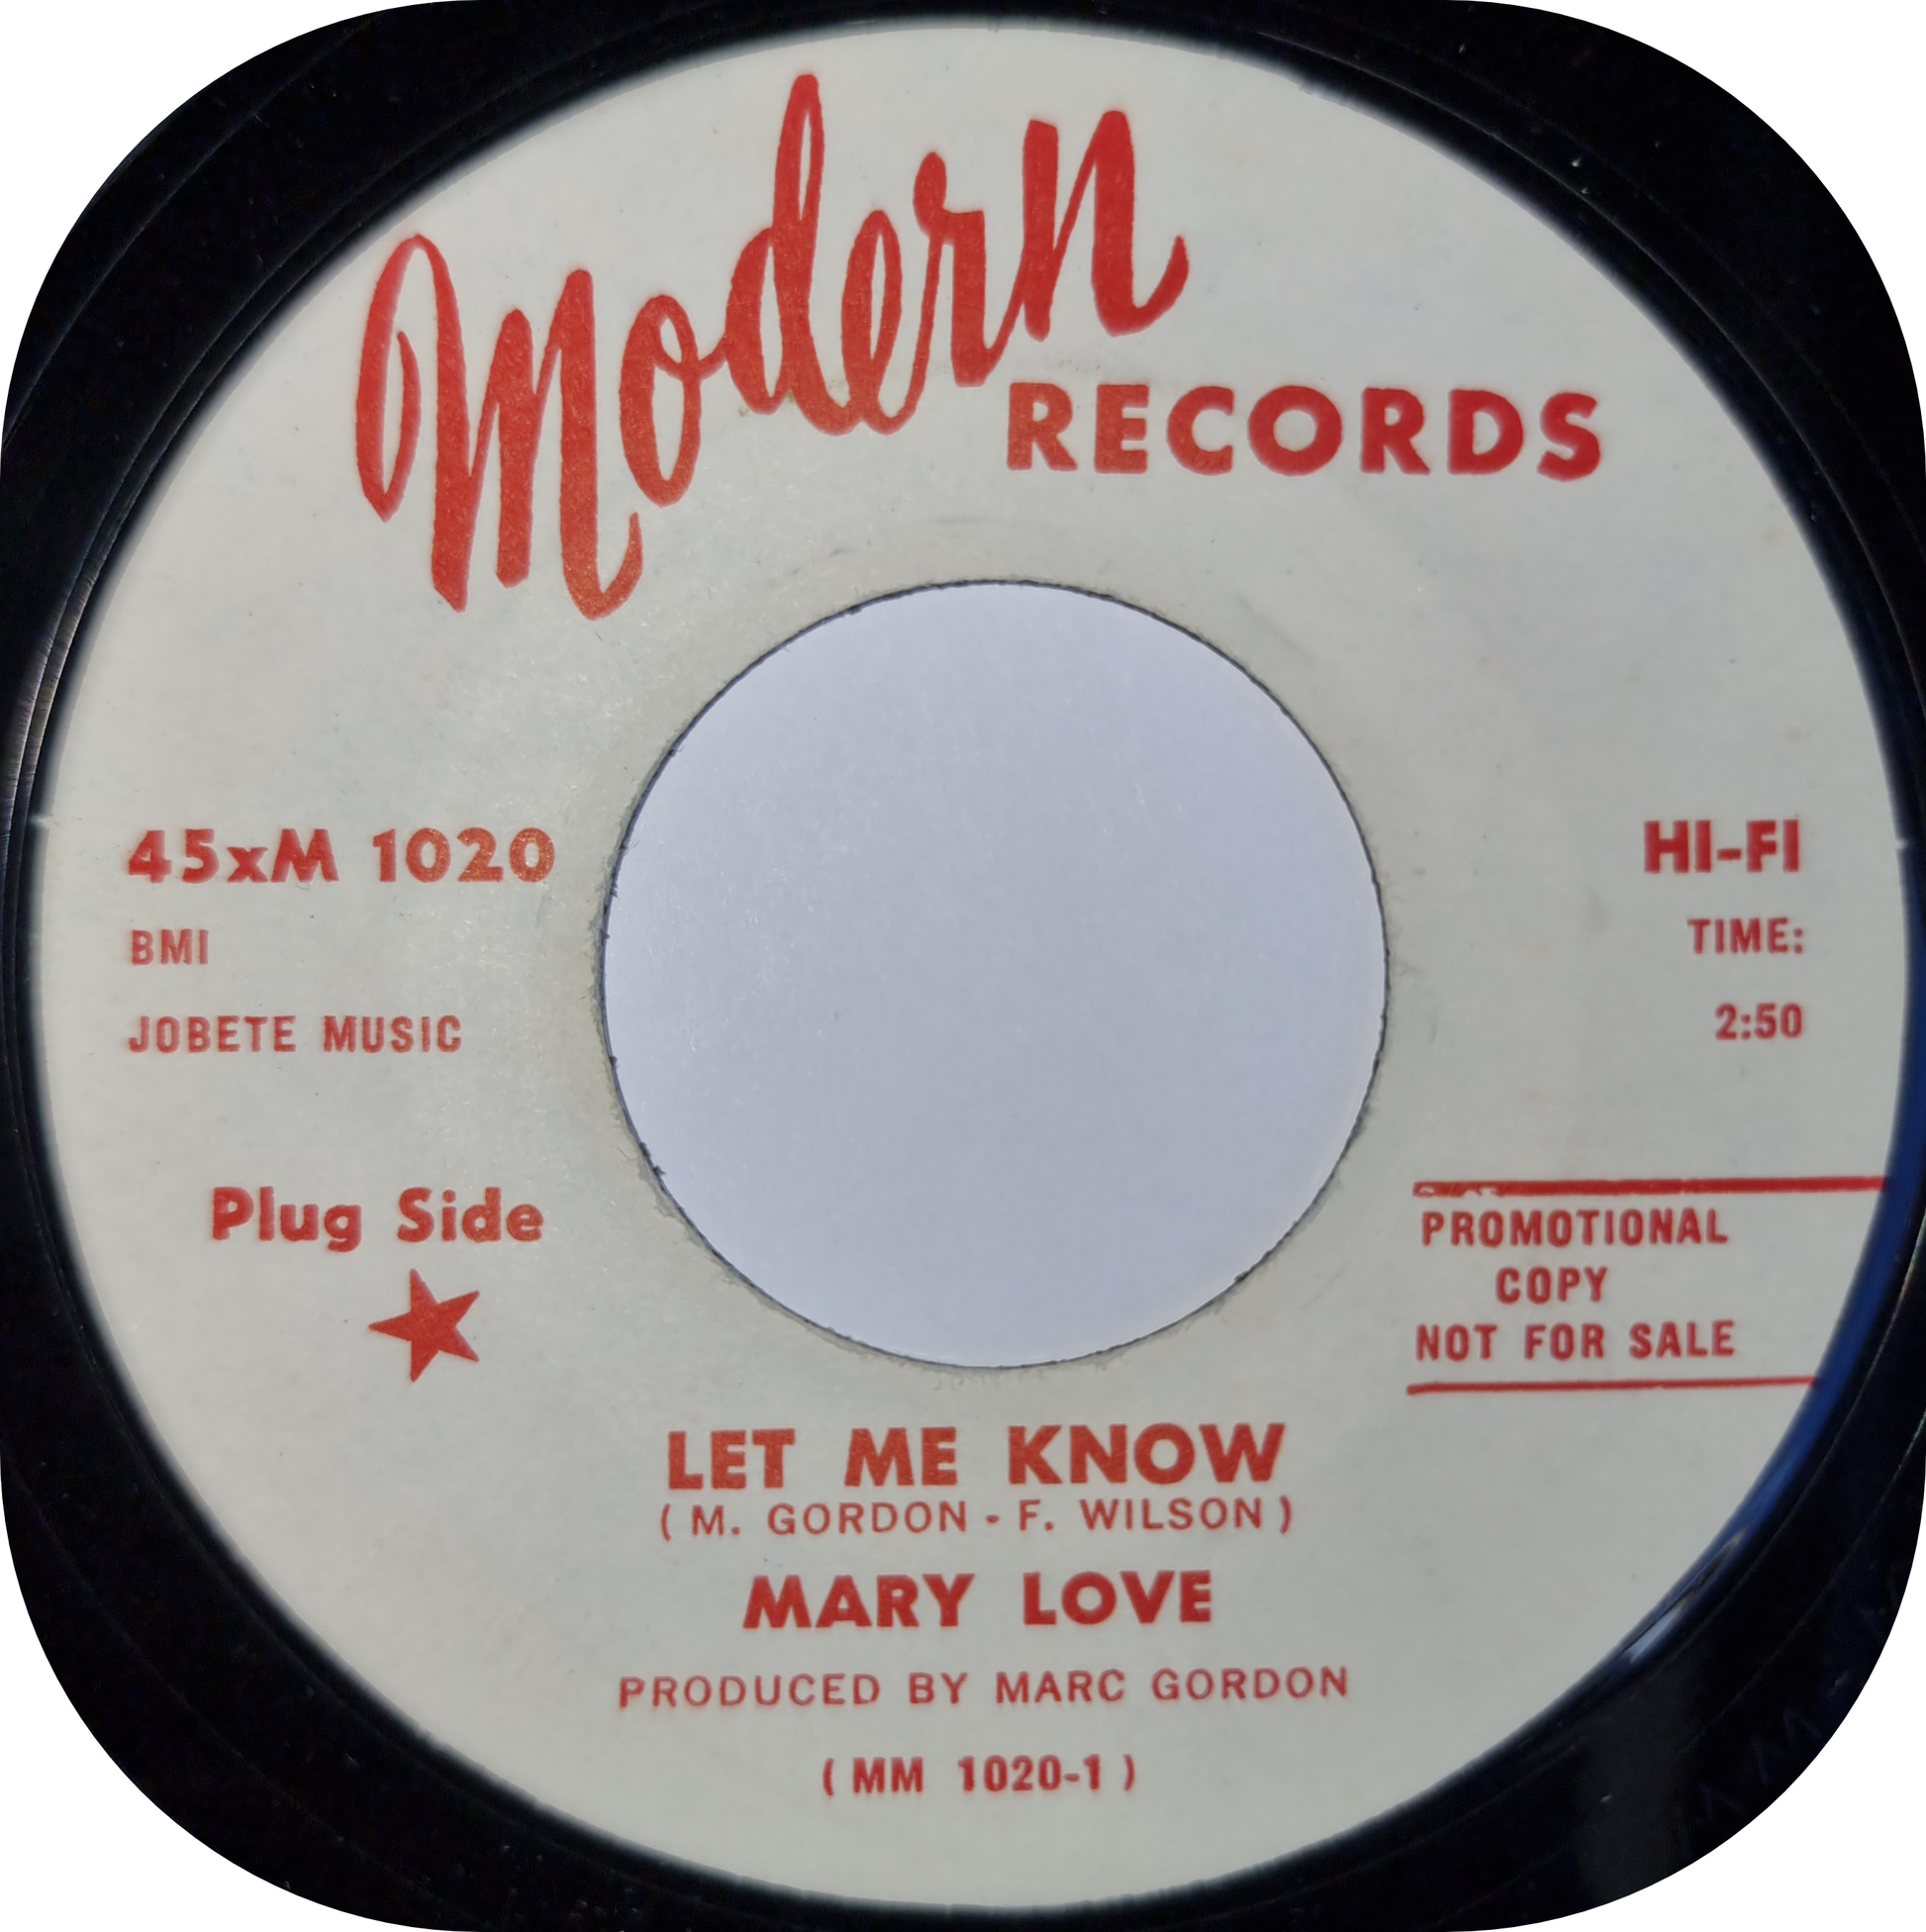 Modern
RECORDS
45xM 1020
BMI
JOBETE MUSIC
HI-FI
TIME:
2:50
Plug Side
PROMOTIONAL
COPY
NOT FOR SALE
LET ME KNOW
( M. GORDON - F. WILSON )
MARY LOVE
PRODUCED BY MARC GORDON
( MM 1020-1 )